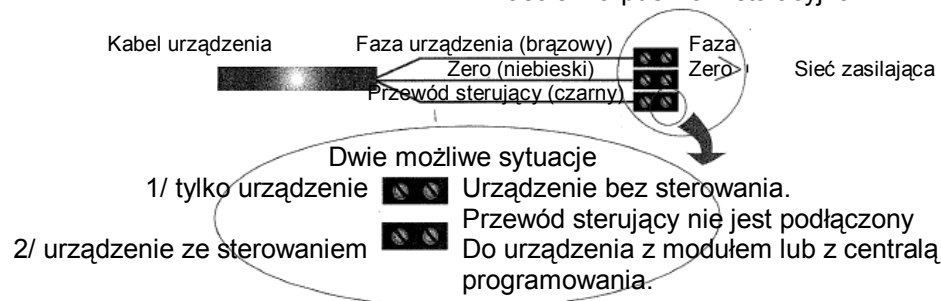 Kabel urządzenia
Faza urządzenia (brązowy)
Faza
Zero (niebieski)
Zero
Sieć zasilająca
Przewód sterujący (czarny)
Dwie możliwe sytuacje
1/ tylko urządzenie
Urządzenie bez sterowania.
Przewód sterujący nie jest podłączony
2/ urządzenie ze sterowaniem
Do urządzenia z modułem lub z centralą
programowania.